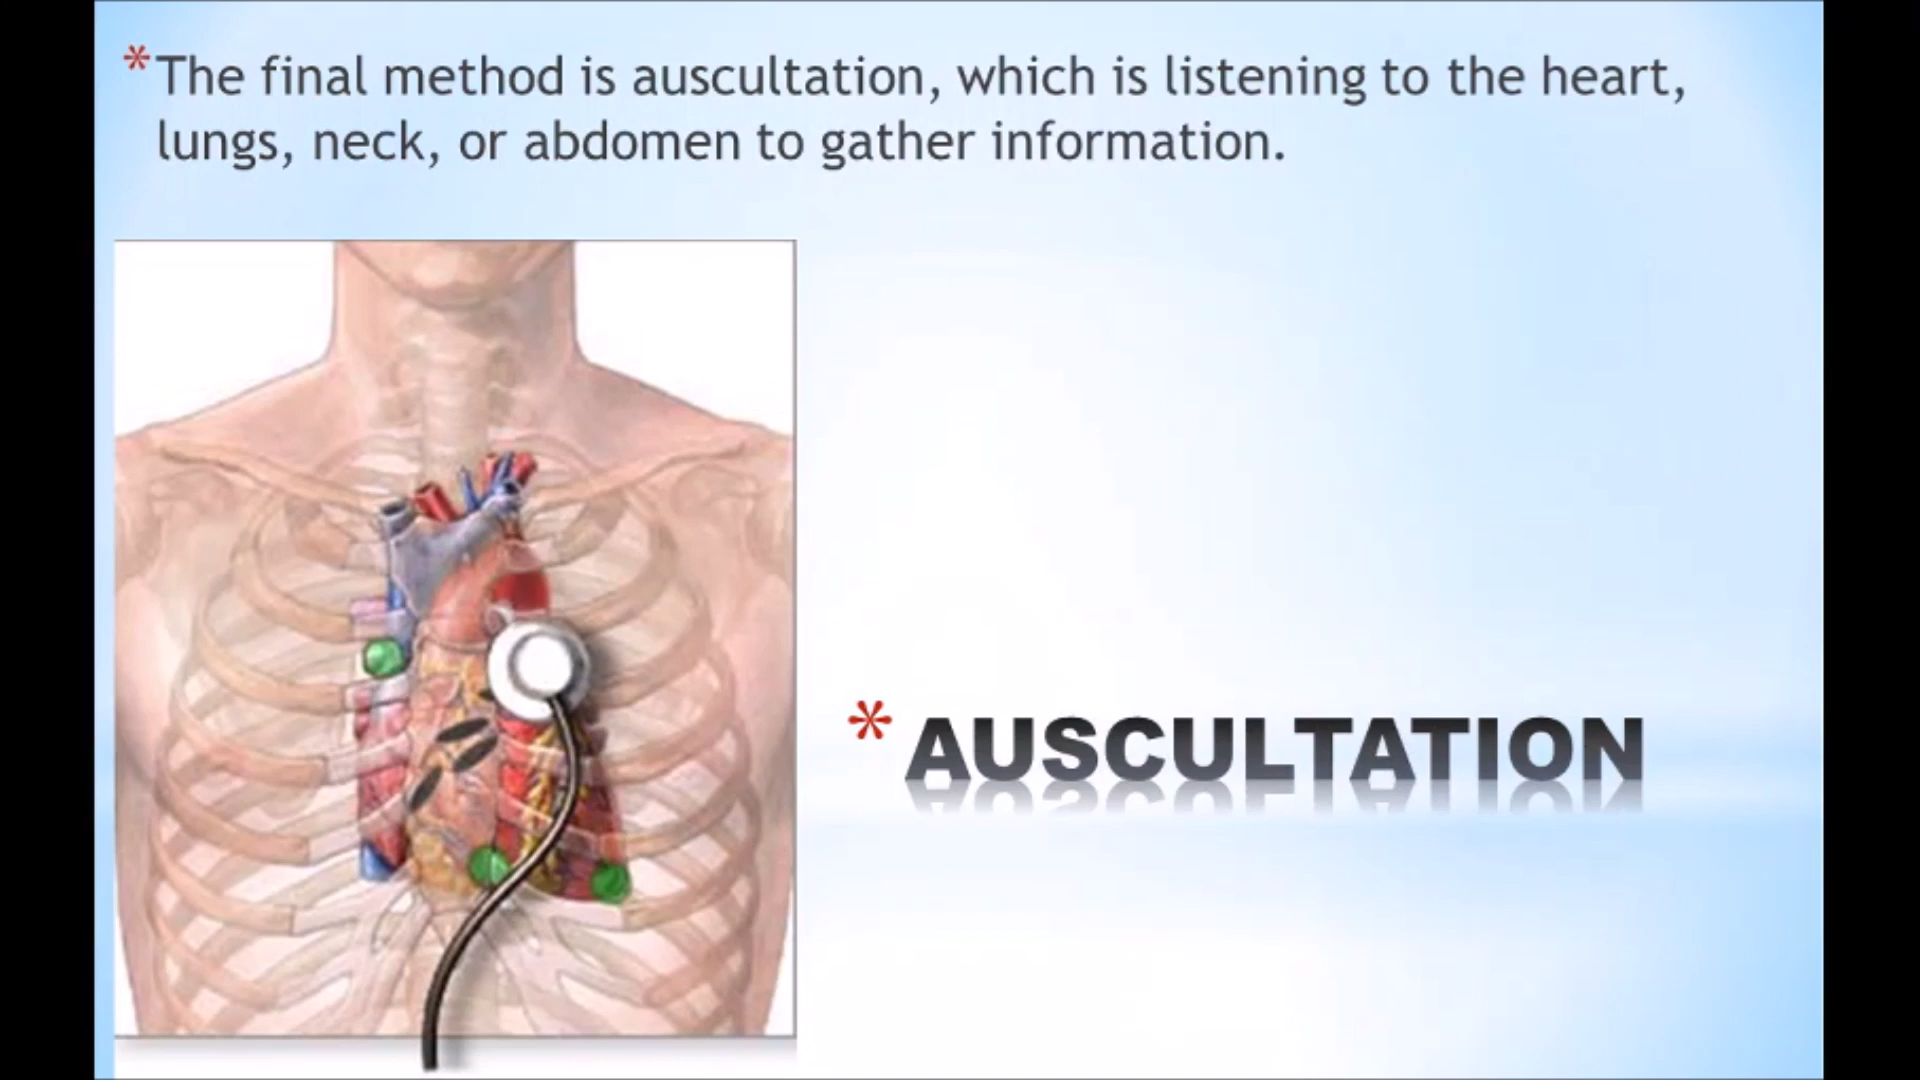 * The final method is auscultation, which is listening to the heart,
lungs, neck, or abdomen to gather information.
* AUSCULTATION